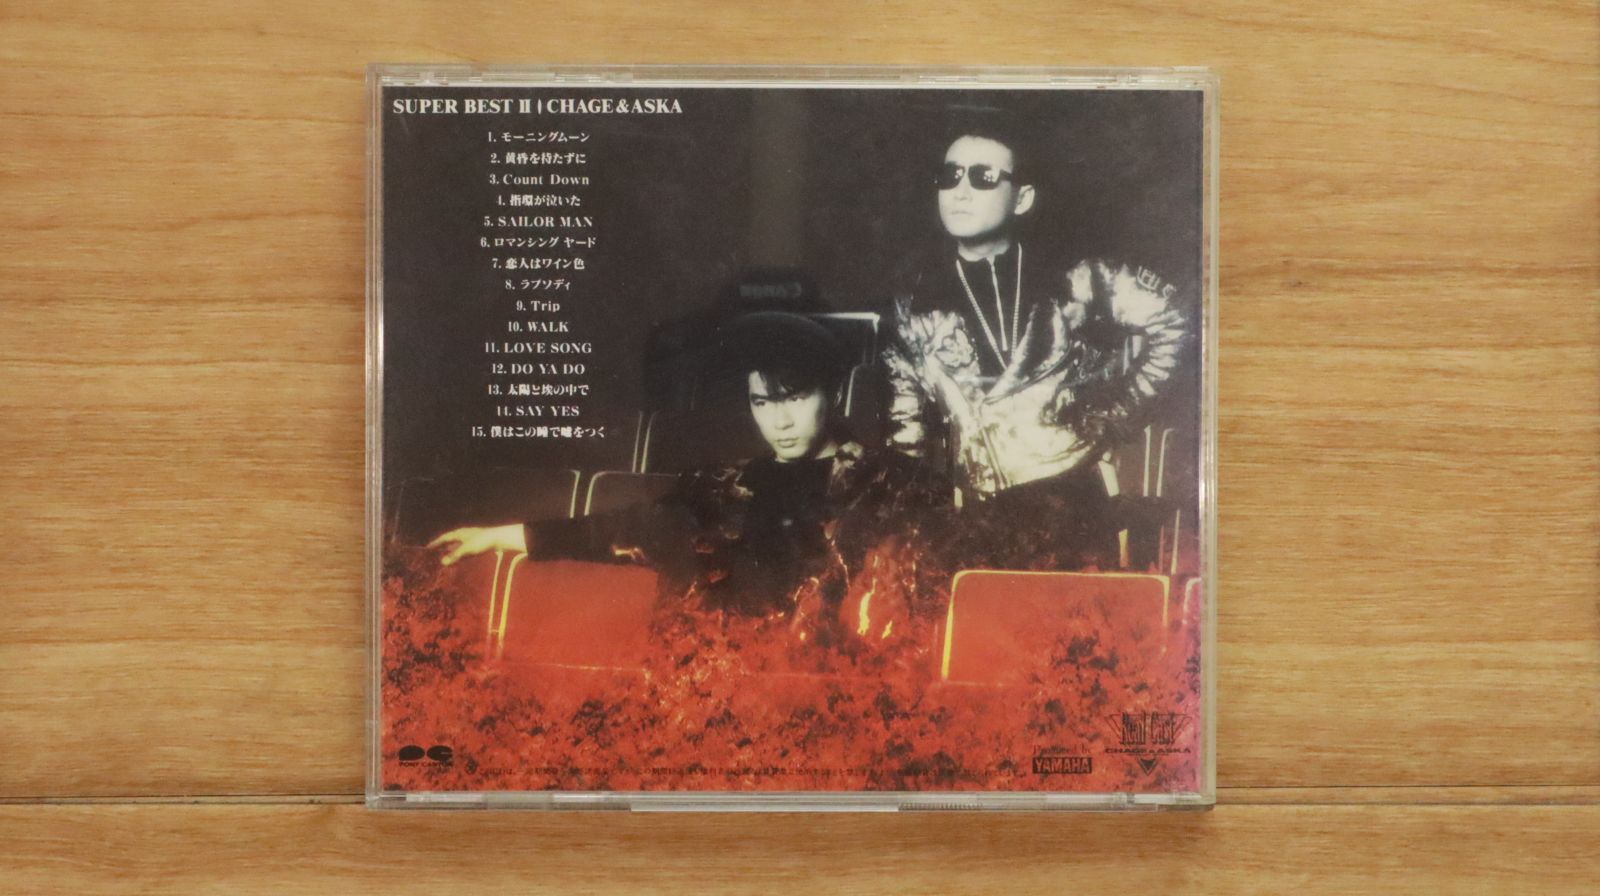 SUPER BEST II CHAGE&ASKA
1. モーニングムーン
2. 黄昏を待たずに
3. Count Down
4. 指環が泣いた
5. SAILOR MAN
6. ロマンシング ヤード
7. 恋人はワイン色
8. ラプソディ
9. Trip
10. WALK
11. LOVE SONG
12. DO YA DO
13. 太陽と埃の中で
14. SAY YES
15. 僕はこの瞳で嘘をつく
PONY CANYON
Produced by
YAMAHA
CHAGE&ASKA